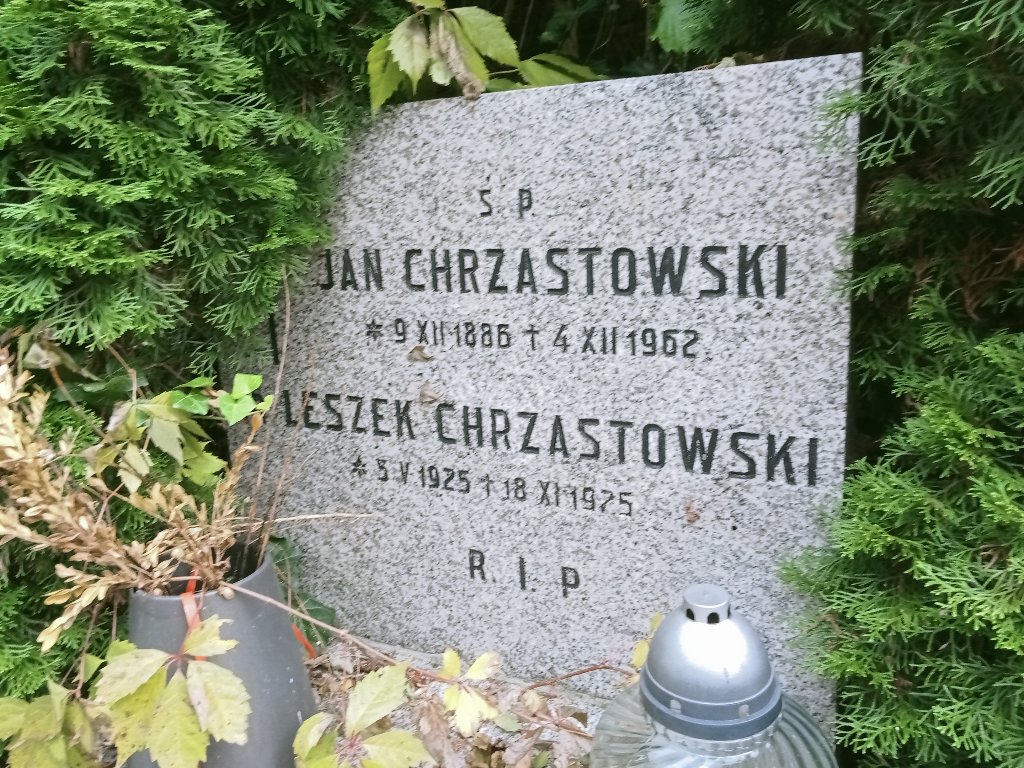 Ś. P.
JAN CHRZASTOWSKI
* 9 XII 1886 † 4 XII 1962
LESZEK CHRZASTOWSKI
* 5 V 1925 † 18 XI 1975
R. I. P.